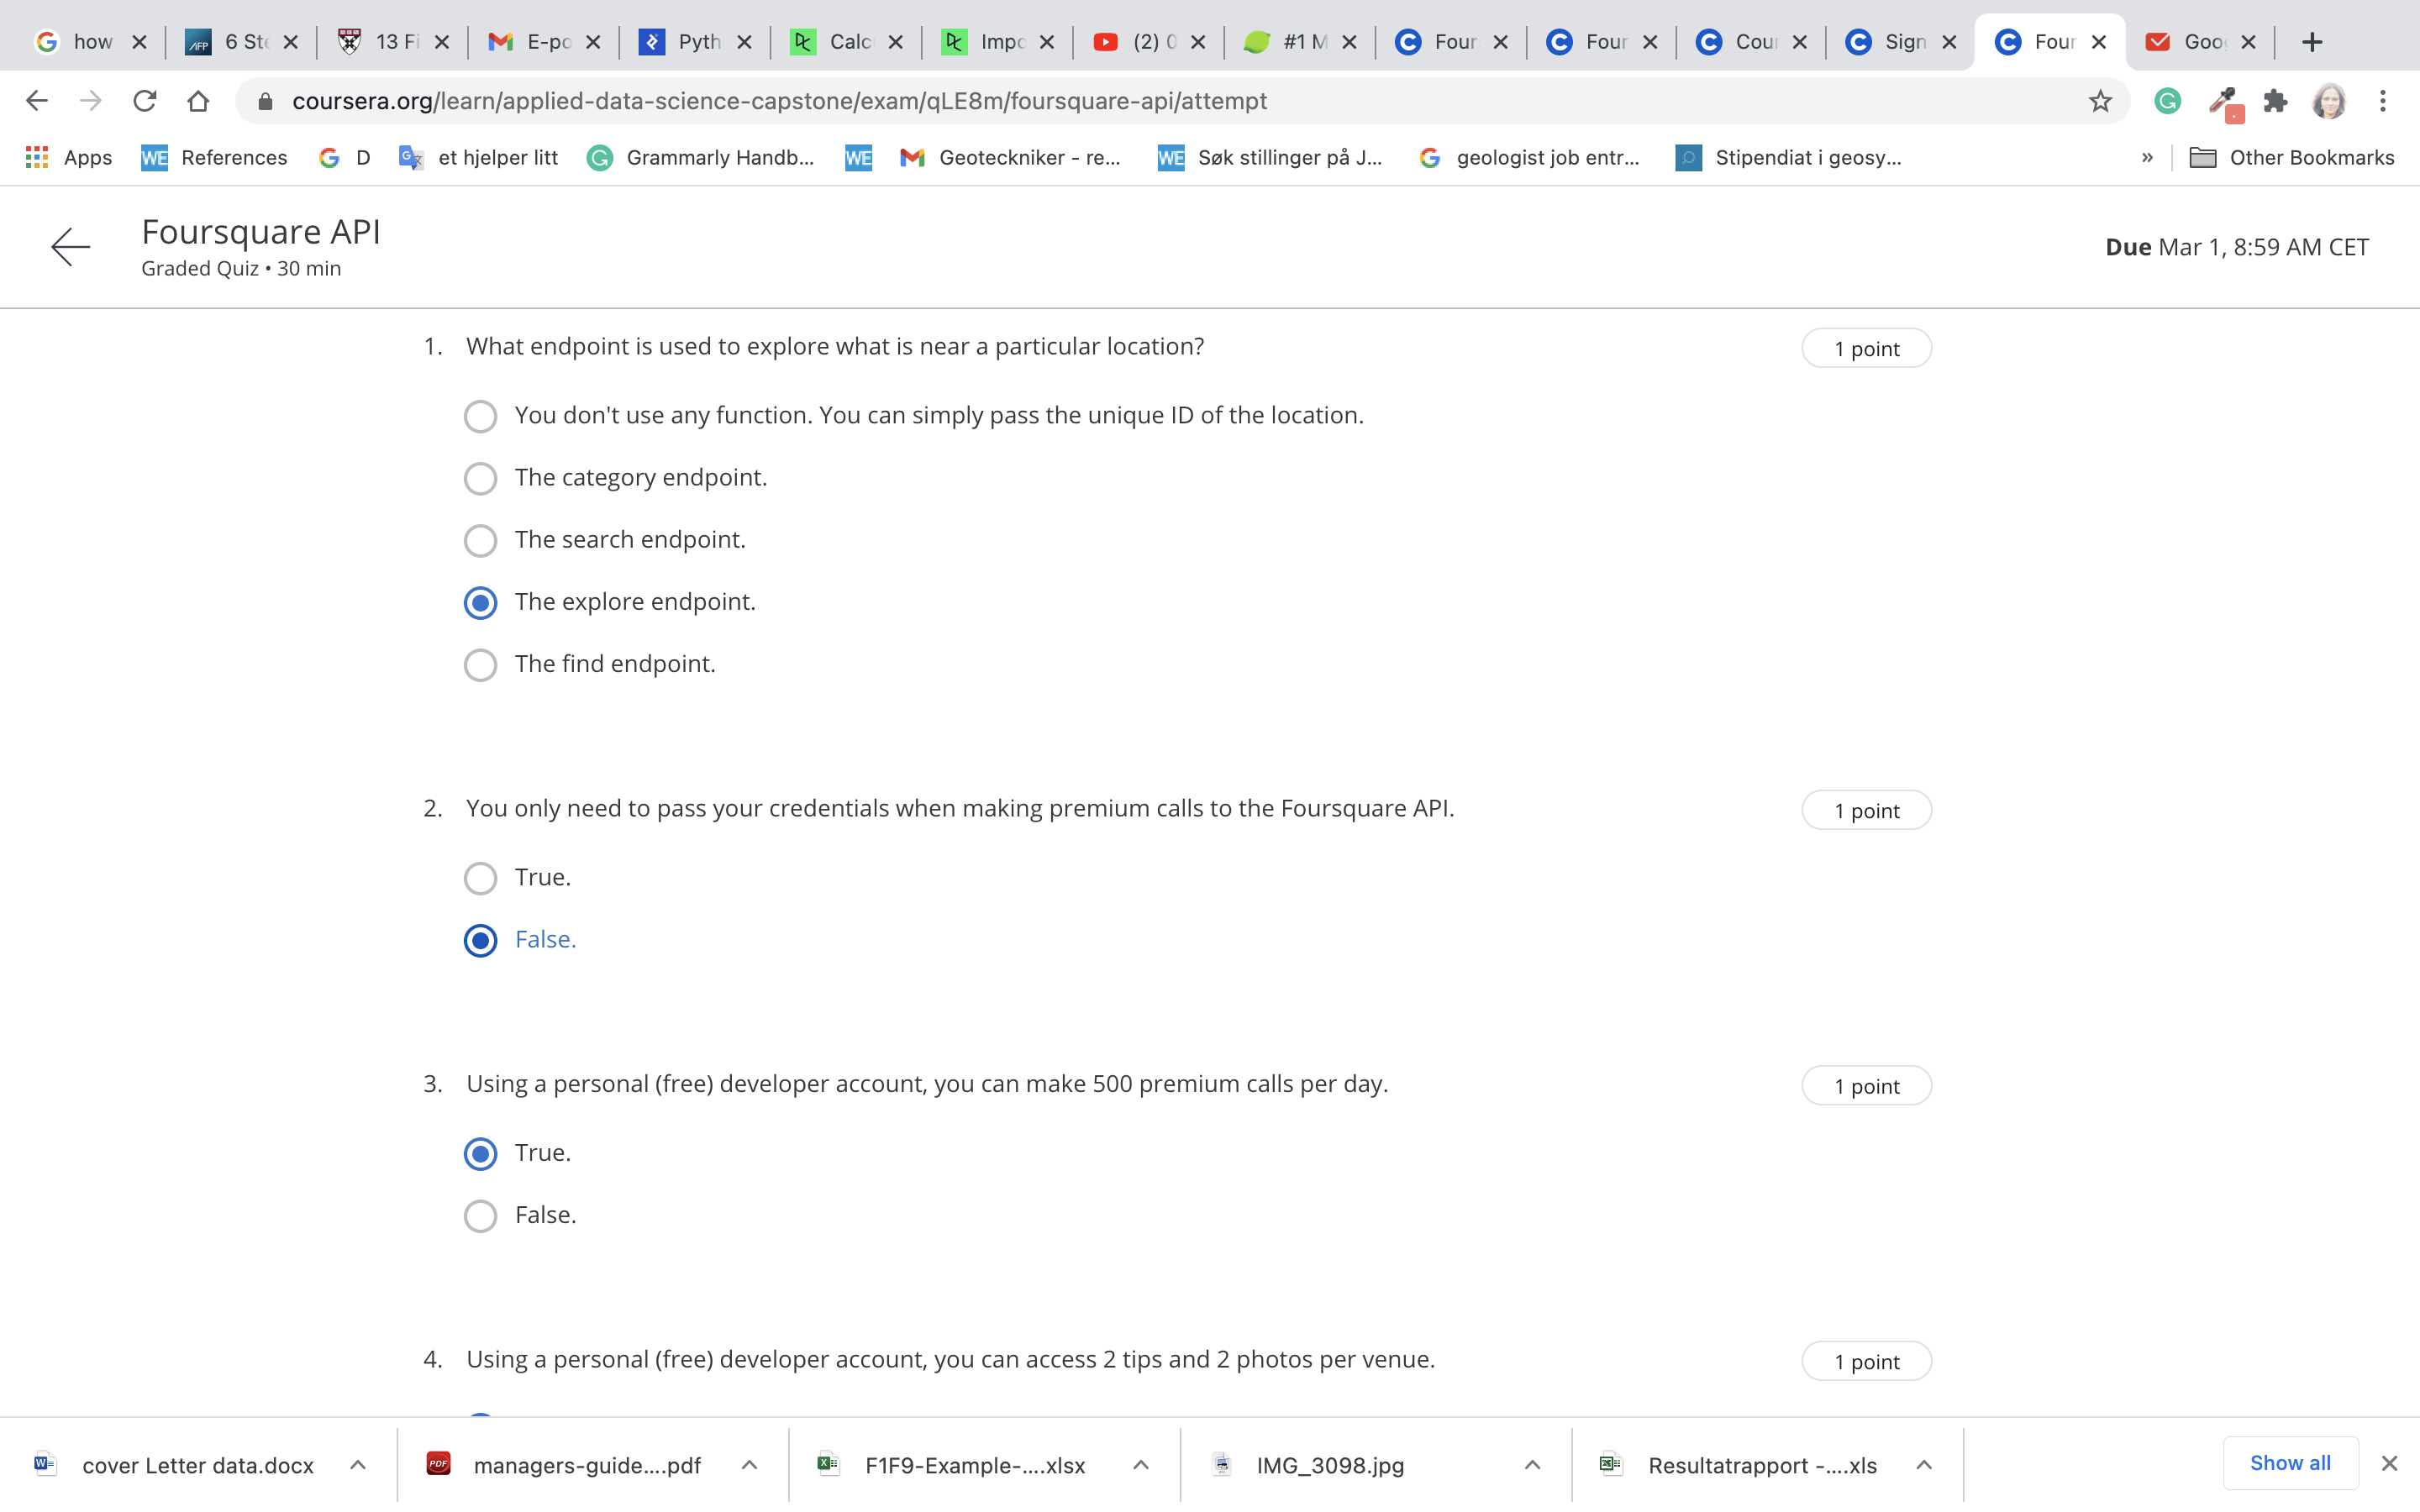 how
6 Ste
13 Fi
E-po
Pyth
Calc
Impo
(2) 0
#1 M
Four
Four
Cour
Sign
Four
Goog
coursera.org/learn/applied-data-science-capstone/exam/qLE8m/foursquare-api/attempt
Apps
WE References
G D
et hjelper litt
Grammarly Handb...
WE
Geoteckniker - re...
WE Søk stillinger på J...
geologist job entr...
Stipendiat i geosy...
»
Other Bookmarks
Foursquare API
Graded Quiz • 30 min
Due Mar 1, 8:59 AM CET
1. What endpoint is used to explore what is near a particular location?
1 point
You don't use any function. You can simply pass the unique ID of the location.
The category endpoint.
The search endpoint.
The explore endpoint.
The find endpoint.
2. You only need to pass your credentials when making premium calls to the Foursquare API.
1 point
True.
False.
3. Using a personal (free) developer account, you can make 500 premium calls per day.
1 point
True.
False.
4. Using a personal (free) developer account, you can access 2 tips and 2 photos per venue.
1 point
cover Letter data.docx
managers-guide....pdf
F1F9-Example-....xlsx
IMG_3098.jpg
Resultatrapport -....xls
Show all